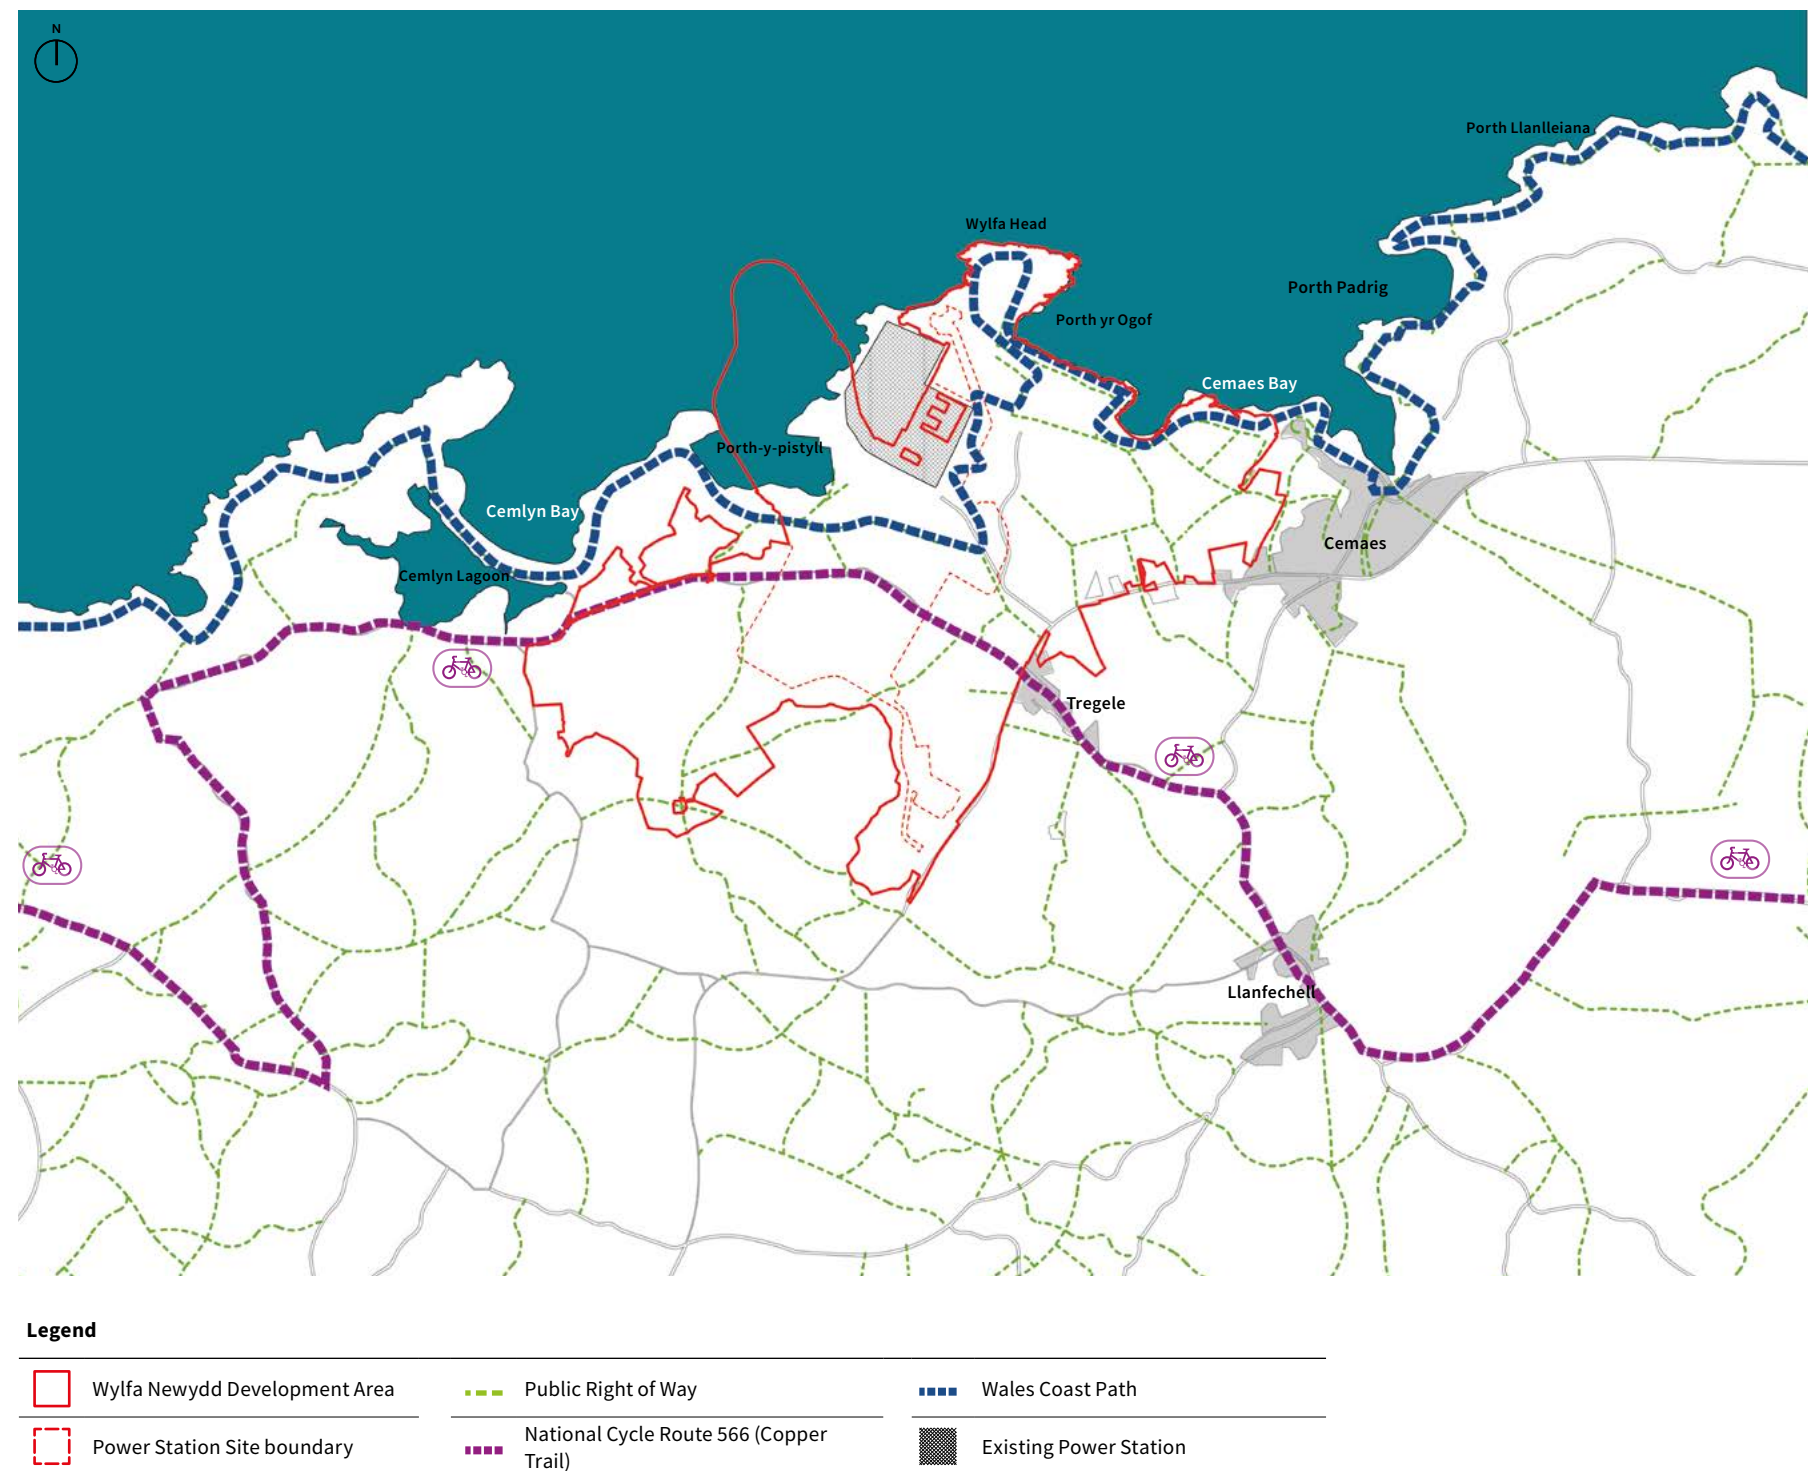 N
Porth Llanlleiana
Wylfa Head
Porth Padrig
Porth yr Ogof
Cemaes Bay
Porth-y-pistyll
Cemlyn Bay
Cemaes
Cemlyn Lagoon
Tregele
Llanfechell
Legend
Wylfa Newydd Development Area
Public Right of Way
Wales Coast Path
Power Station Site boundary
National Cycle Route 566 (Copper
Trail)
Existing Power Station